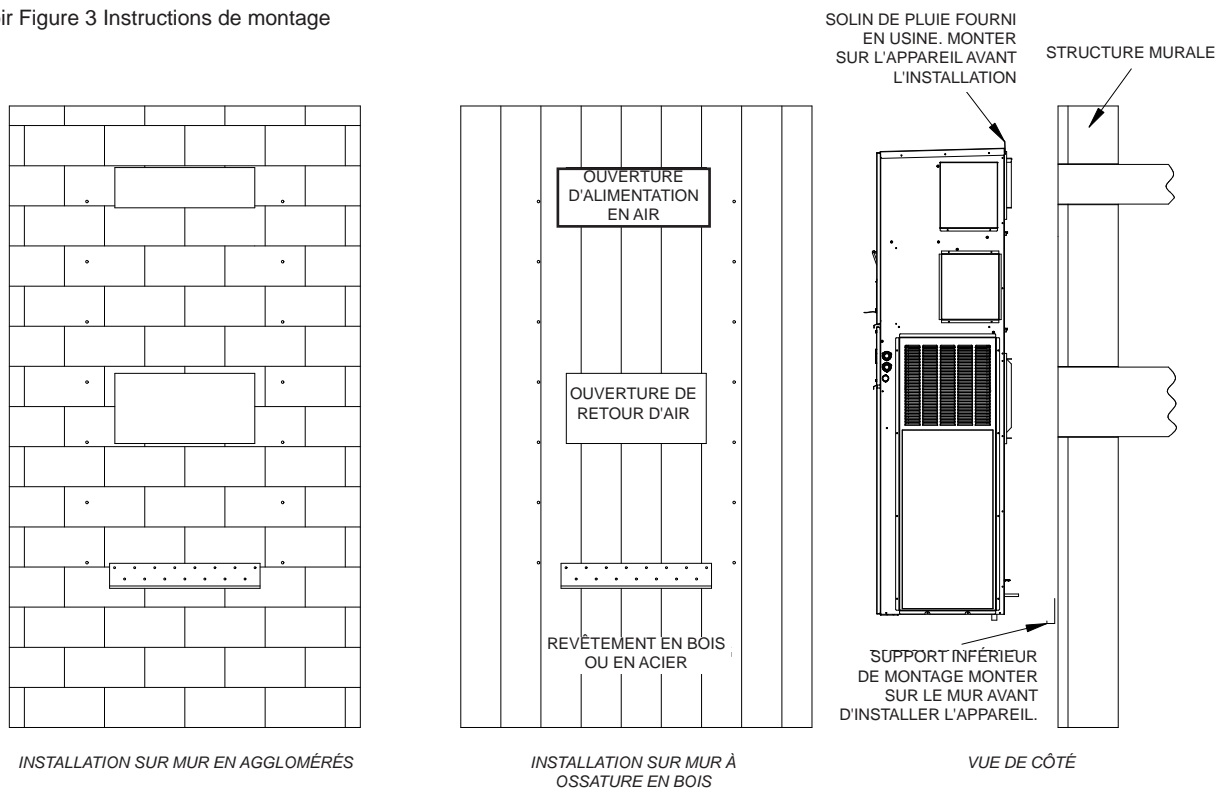 ir Figure 3 Instructions de montage
SOLIN DE PLUIE FOURNI
EN USINE. MONTER
SUR L'APPAREIL AVANT
L'INSTALLATION
STRUCTURE MURALE
OUVERTURE
D'ALIMENTATION
EN AIR
OUVERTURE DE
RETOUR D'AIR
REVÊTEMENT EN BOIS
OU EN ACIER
SUPPORT INFÉRIEUR
DE MONTAGE MONTER
SUR LE MUR AVANT
D'INSTALLER L'APPAREIL.
INSTALLATION SUR MUR EN AGGLOMÉRÉS
INSTALLATION SUR MUR À
OSSATURE EN BOIS
VUE DE CÔTÉ